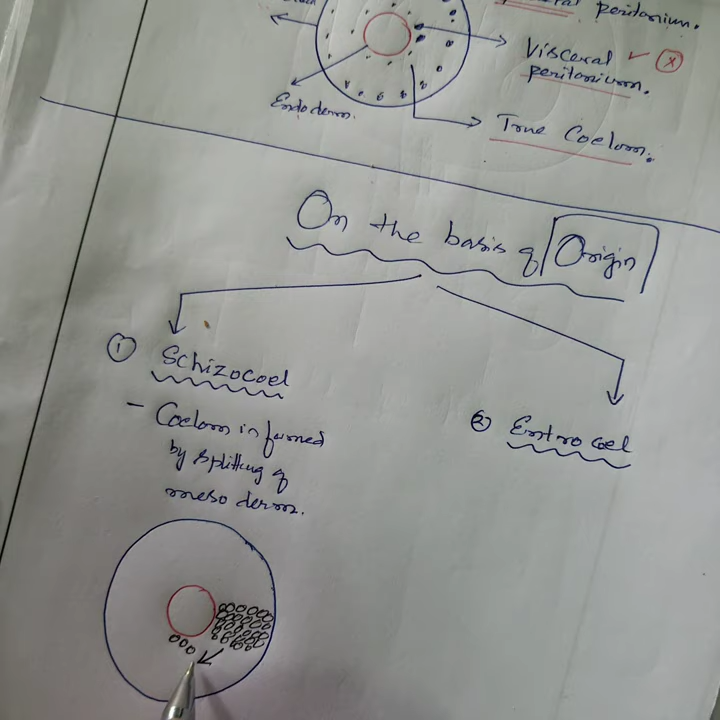 peritonium.
Visceral
peritonium.
Endoderm.
True Coelom.
On the basis of Origin
① Schizocoel
- Coelom is formed
by splitting of
mesoderm.
② Entrocoel